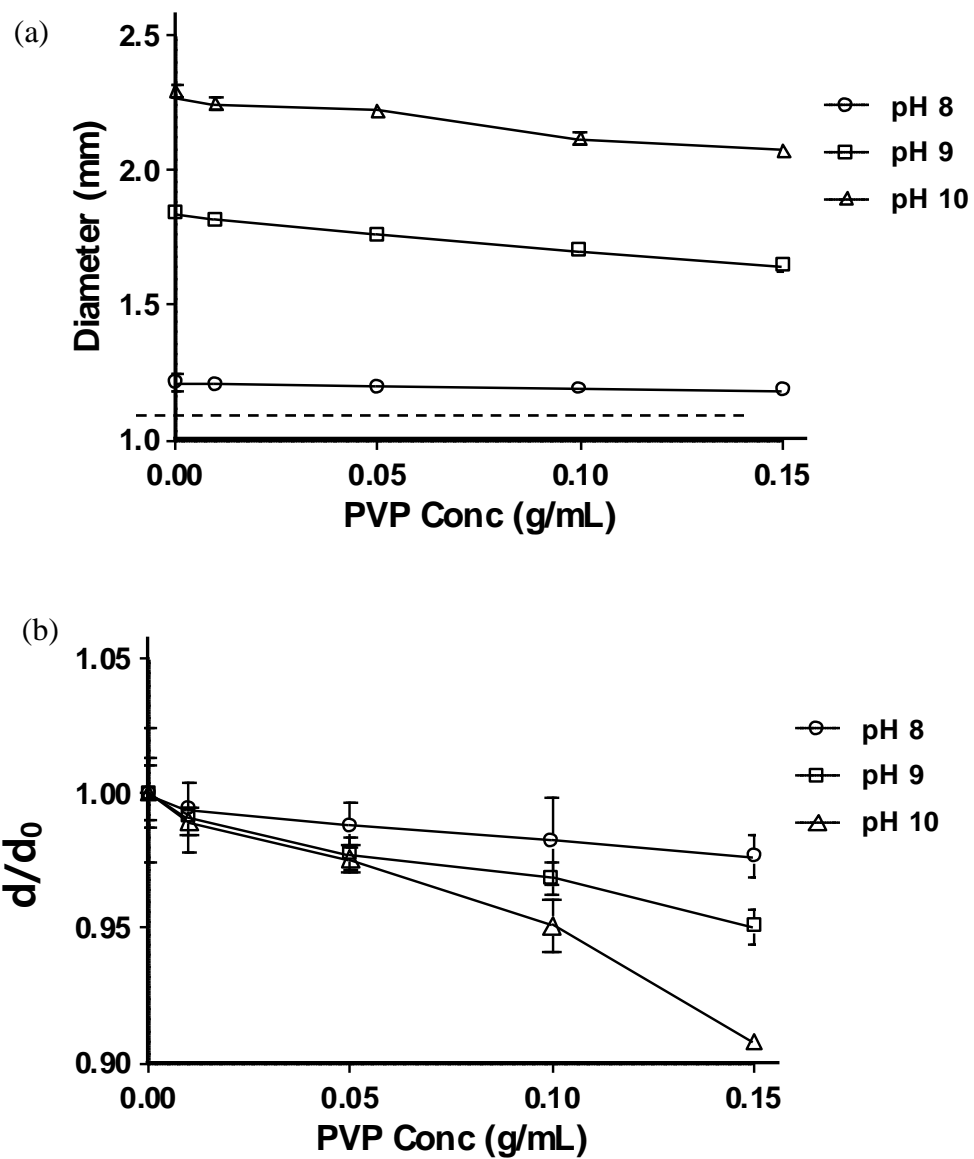 (a)
2.5
2.0
1.5
1.0
Diameter (mm)
0.00 0.05 0.10 0.15
PVP Conc (g/mL)
pH 8
pH 9
pH 10
(b)
1.05
1.00
0.95
0.90
d/d0
0.00 0.05 0.10 0.15
PVP Conc (g/mL)
pH 8
pH 9
pH 10